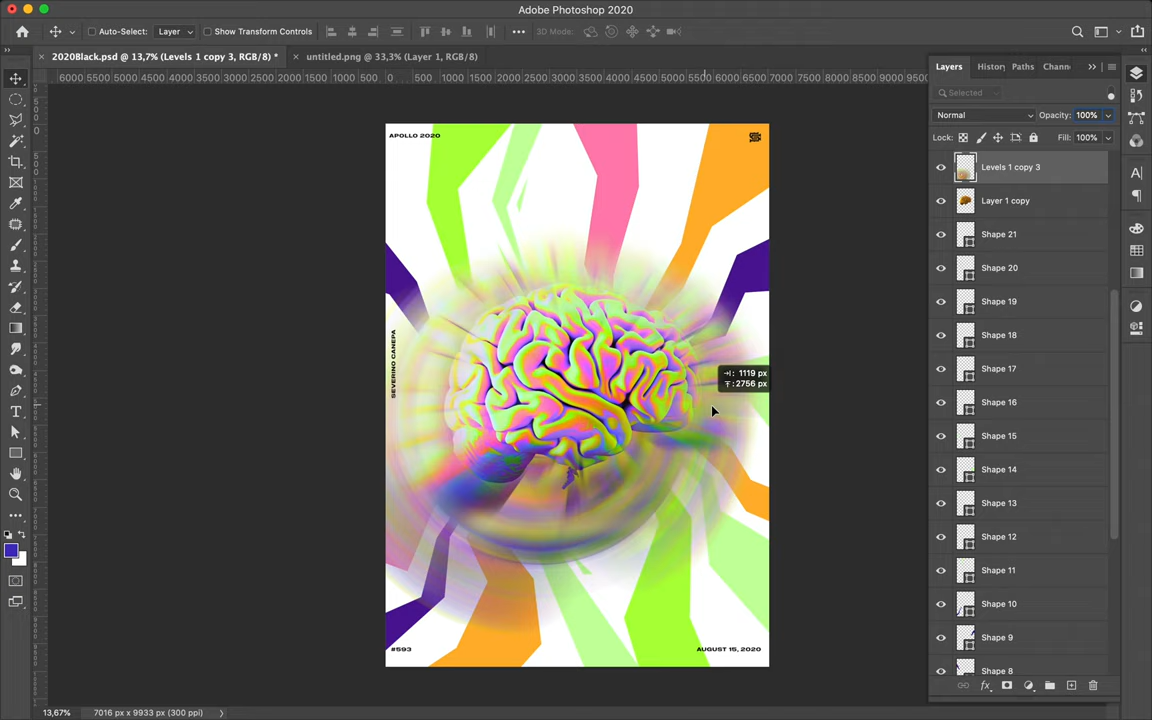 Adobe Photoshop 2020
Auto-Select: Layer Show Transform Controls ••• 3D Mode:
2020Black.psd @ 13,7% (Levels 1 copy 3, RGB/8) *
untitled.png @ 33,3% (Layer 1, RGB/8)
6000 5500 5000 4500 4000 3500 3000 2500 2000 1500 1000 500 0 500 1000 1500 2000 2500 3000 3500 4000 4500 5000 5500 6000 6500 7000 7500 8000 8500 9000 9500
Layers History Paths Chann
Selected
Normal Opacity: 100%
Lock: Fill: 100%
Levels 1 copy 3
Layer 1 copy
Shape 21
Shape 20
Shape 19
Shape 18
Shape 17
Shape 16
Shape 15
Shape 14
Shape 13
Shape 12
Shape 11
Shape 10
Shape 9
Shape 8
APOLLO 2020
SEVERINO CANEPA
#593
AUGUST 15, 2020
H: 1119 px
2756 px
13,67% 7016 px x 9933 px (300 ppi)